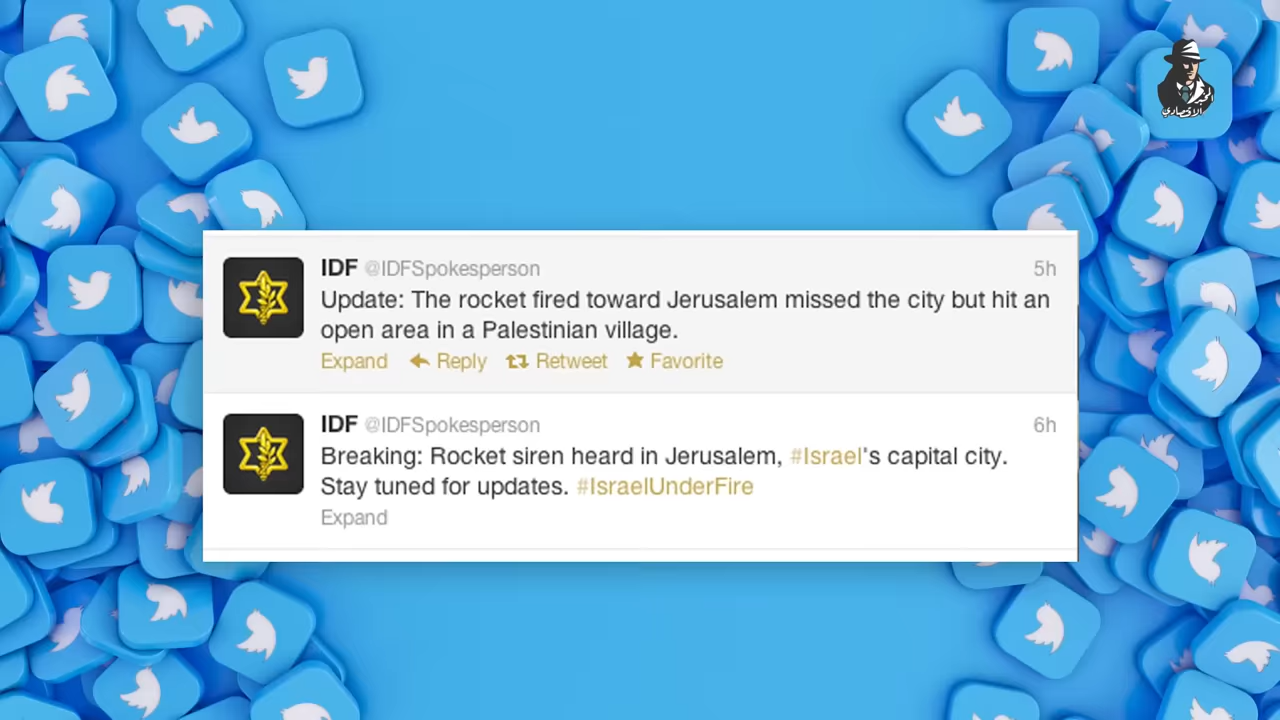 المخبر
الاقتصادي
IDF @IDFSpokesperson 5h
Update: The rocket fired toward Jerusalem missed the city but hit an
open area in a Palestinian village.
Expand Reply Retweet Favorite
IDF @IDFSpokesperson 6h
Breaking: Rocket siren heard in Jerusalem, #Israel's capital city.
Stay tuned for updates. #IsraelUnderFire
Expand